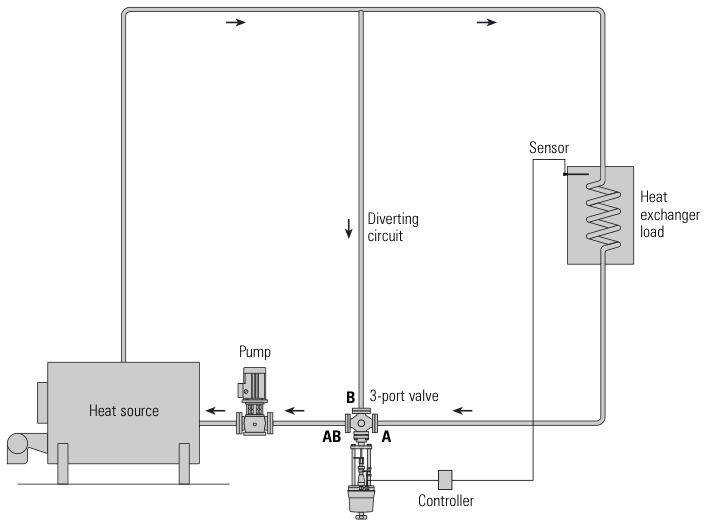 Sensor
Heat
exchanger
load
Diverting
circuit
Pump
B
3-port valve
Heat source
AB
A
Controller